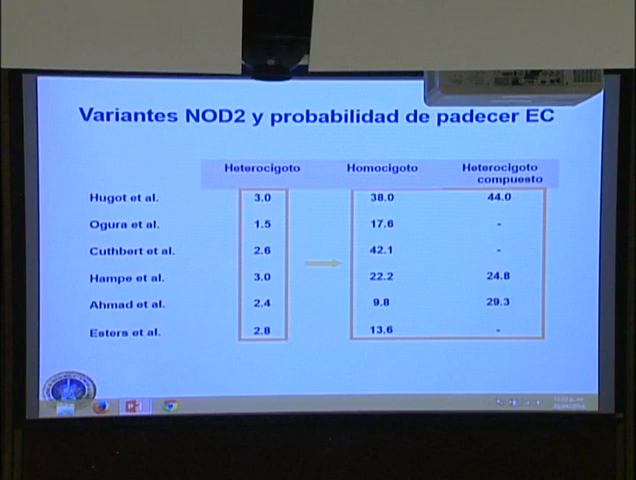 Variantes NOD2 y probabilidad de padecer EC
Heterocigoto Homocigoto Heterocigoto compuesto
Hugot et al. 3.0 38.0 44.0
Ogura et al. 1.5 17.6 -
Cuthbert et al. 2.6 42.1 -
Hampe et al. 3.0 22.2 24.8
Ahmad et al. 2.4 9.8 29.3
Esters et al. 2.8 13.6 -